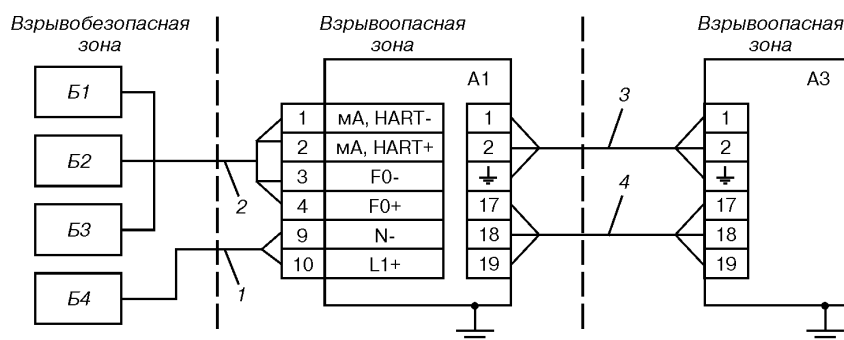 Взрывобезопасная
зона
Взрывоопасная
зона
Взрывоопасная
зона
Б1
Б2
Б3
Б4
2
1
А1
1 мА, HART-
2 мА, HART+
3 F0-
4 F0+
9 N-
10 L1+
1
2
17
18
19
3
4
А3
1
2
17
18
19